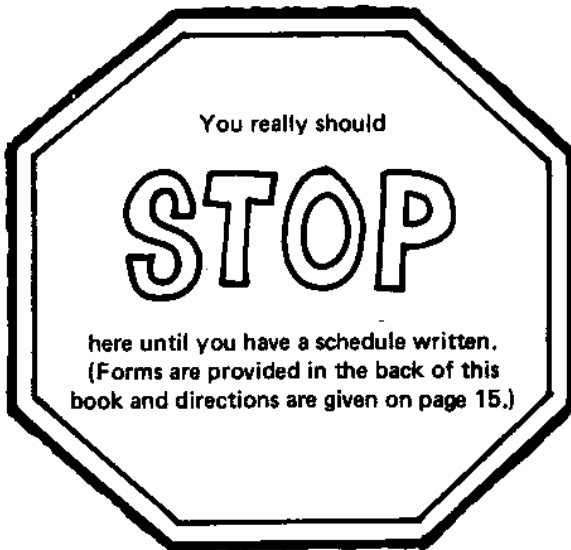 You really should
STOP
here until you have a schedule written.
(Forms are provided in the back of this
book and directions are given on page 15.)